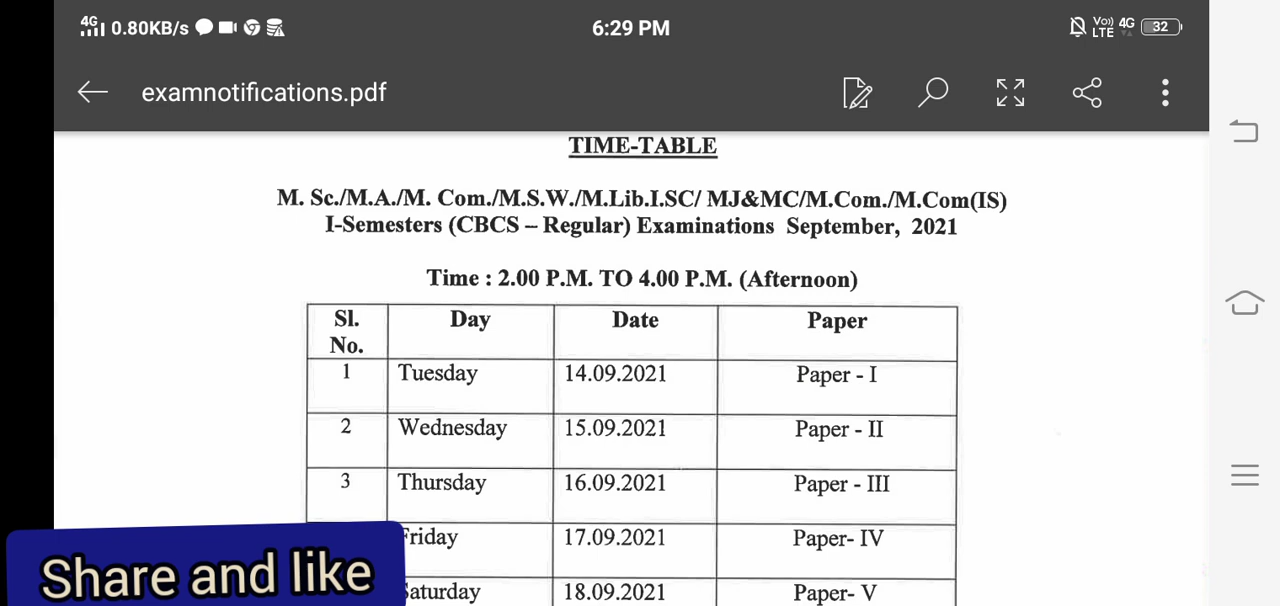 4G 0.80KB/s 6:29 PM Vo) LTE 4G 32
examnotifications.pdf
TIME-TABLE
M. Sc./M.A./M. Com./M.S.W./M.Lib.I.SC/ MJ&MC/M.Com./M.Com(IS)
I-Semesters (CBCS – Regular) Examinations September, 2021
Time : 2.00 P.M. TO 4.00 P.M. (Afternoon)
Sl. No. Day Date Paper
1 Tuesday 14.09.2021 Paper - I
2 Wednesday 15.09.2021 Paper - II
3 Thursday 16.09.2021 Paper - III
Friday 17.09.2021 Paper- IV
Saturday 18.09.2021 Paper- V
Share and like